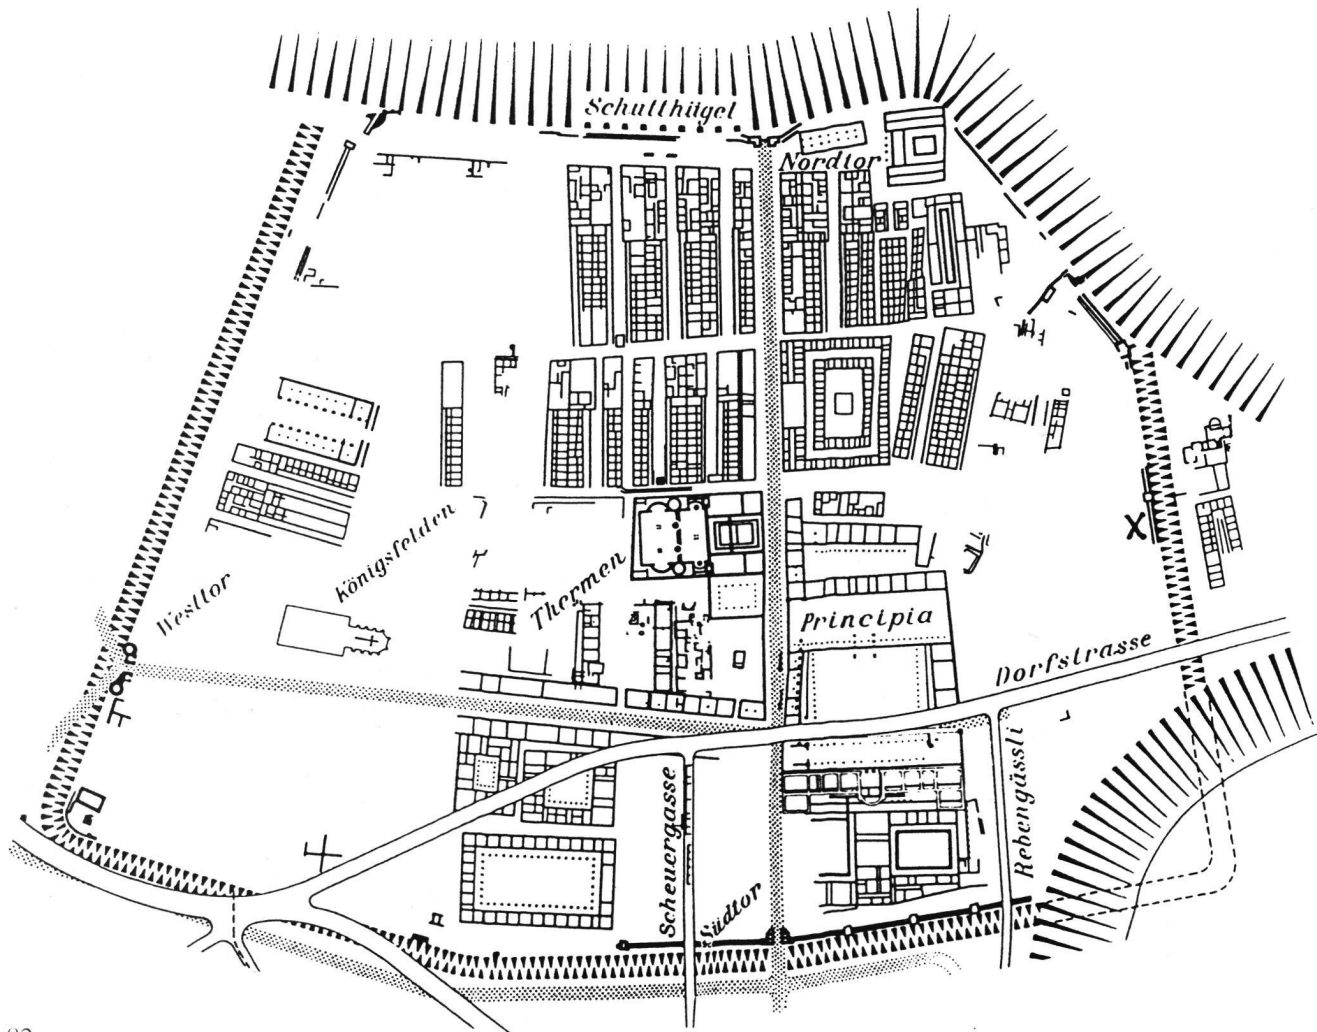 Schutthügel
Nordtor
Königsfelden
Westtor
Thermen
Principia
Dorfstrasse
Scheuergasse
Südtor
Rebengässli
X